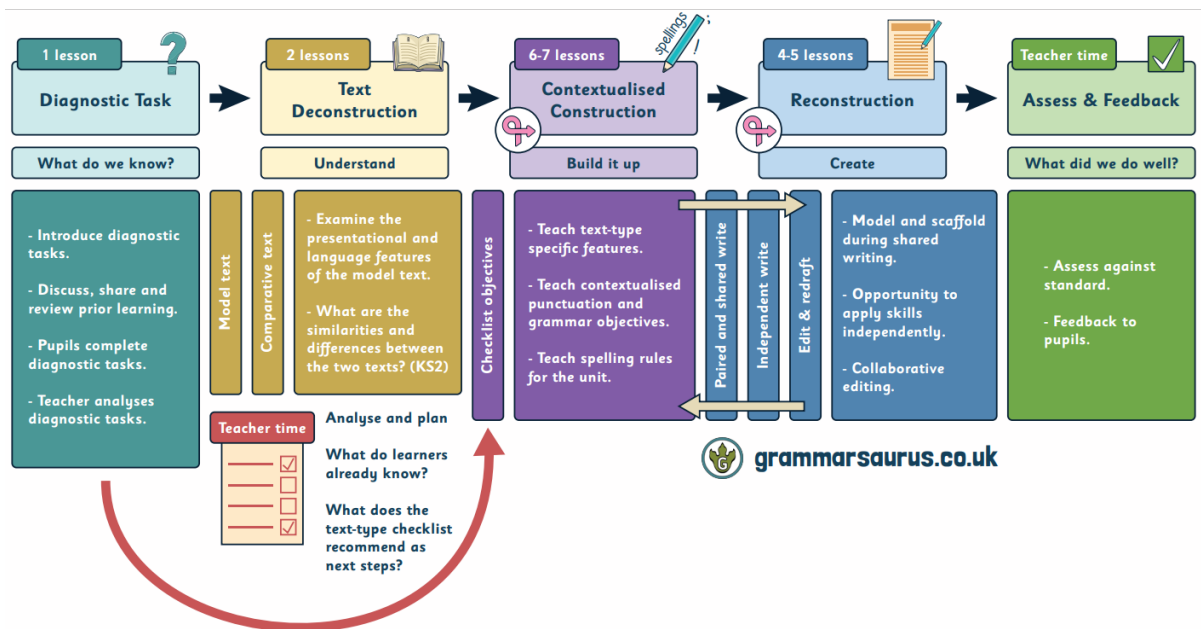 1 lesson
Diagnostic Task
What do we know?
- Introduce diagnostic
tasks.
- Discuss, share and
review prior learning.
- Pupils complete
diagnostic tasks.
- Teacher analyses
diagnostic tasks.
2 lessons
Text
Deconstruction
Understand
Model text
Comparative text
- Examine the
presentational and
language features
of the model text.
- What are the
similarities and
differences between
the two texts? (KS2)
Teacher time
Analyse and plan
What do learners
already know?
What does the
text-type checklist
recommend as
next steps?
6-7 lessons
spellings
Contextualised
Construction
Build it up
Checklist objectives
- Teach text-type
specific features.
- Teach contextualised
punctuation and
grammar objectives.
- Teach spelling rules
for the unit.
4-5 lessons
Reconstruction
Create
Paired and shared write
Independent write
Edit & redraft
- Model and scaffold
during shared
writing.
- Opportunity to
apply skills
independently.
- Collaborative
editing.
Teacher time
Assess & Feedback
What did we do well?
- Assess against
standard.
- Feedback to
pupils.
G
grammarsaurus.co.uk